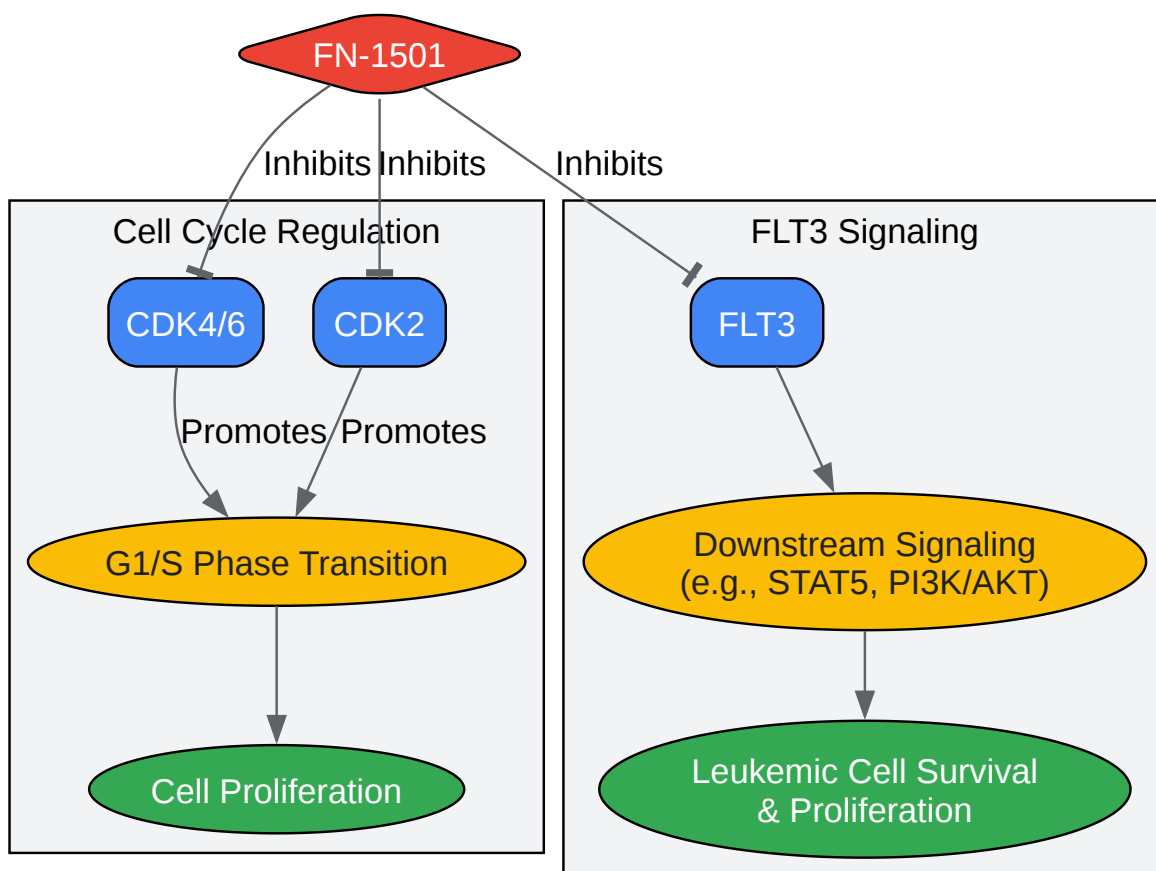 FN-1501
Inhibits
Inhibits
Inhibits
Cell Cycle Regulation
FLT3 Signaling
CDK4/6
CDK2
FLT3
Promotes
Promotes
G1/S Phase Transition
Downstream Signaling
(e.g., STAT5, PI3K/AKT)
Cell Proliferation
Leukemic Cell Survival
& Proliferation